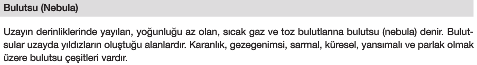 Bulutsu (Nebula)
Uzayın derinliklerinde yayılan, yoğunluğu az olan, sıcak gaz ve toz bulutlarına bulutsu (nebula) denir. Bulut-
sular uzayda yıldızların oluştuğu alanlardır. Karanlık, gezegenimsi, sarmal, küresel, yansımalı ve parlak olmak
üzere bulutsu çeşitleri vardır.